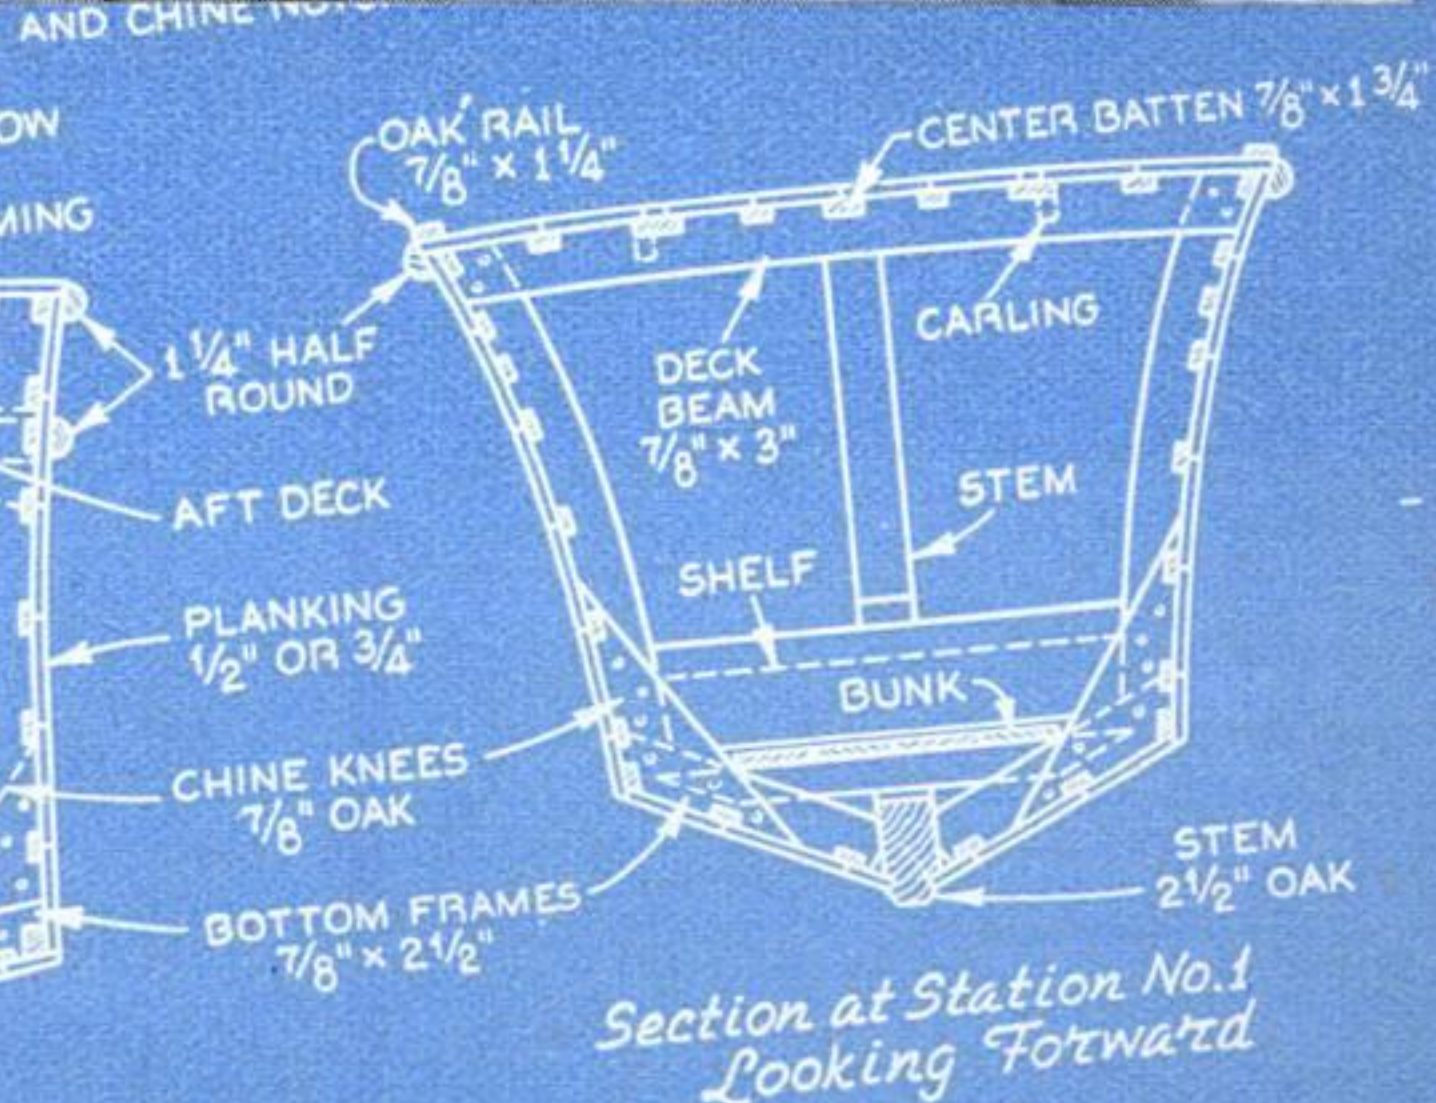 AND CHINE
OW
MING
OAK RAIL
7/8" x 1 1/4"
CENTER BATTEN 7/8" x 1 3/4"
1 1/4" HALF
ROUND
DECK
BEAM
7/8" x 3"
CARLING
AFT DECK
STEM
SHELF
PLANKING
1/2" OR 3/4"
BUNK
CHINE KNEES
7/8" OAK
STEM
2 1/2" OAK
BOTTOM FRAMES
7/8" x 2 1/2"
Section at Station No.1
Looking Forward